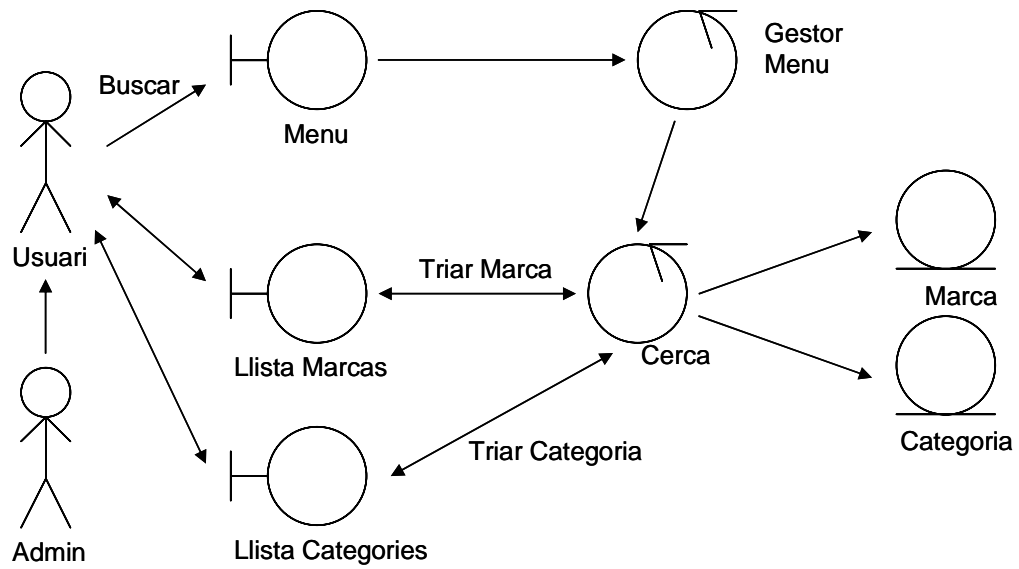 Gestor
Menu
Buscar
Menu
Usuari
Triar Marca
Marca
Llista Marcas
Cerca
Triar Categoria
Categoria
Admin
Llista Categories